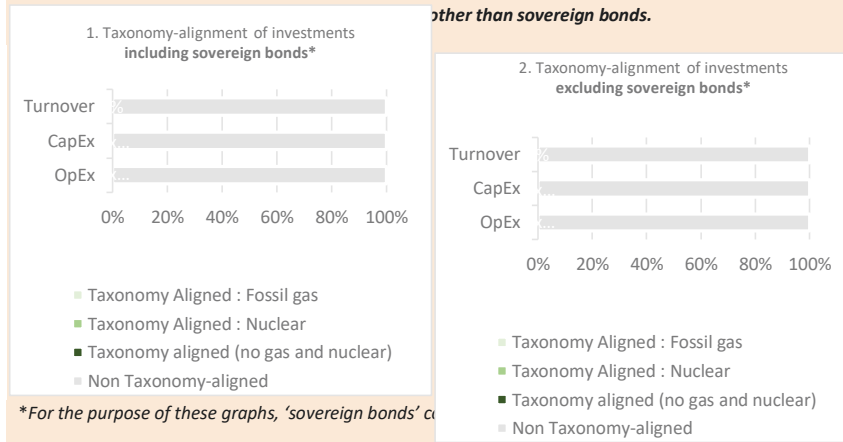 other than sovereign bonds.
1. Taxonomy-alignment of investments
including sovereign bonds*
Turnover
CapEx
OpEx
0% 20% 40% 60% 80% 100%
Taxonomy Aligned : Fossil gas
Taxonomy Aligned : Nuclear
Taxonomy aligned (no gas and nuclear)
Non Taxonomy-aligned
2. Taxonomy-alignment of investments
excluding sovereign bonds*
Turnover
CapEx
OpEx
0% 20% 40% 60% 80% 100%
Taxonomy Aligned : Fossil gas
Taxonomy Aligned : Nuclear
Taxonomy aligned (no gas and nuclear)
Non Taxonomy-aligned
*For the purpose of these graphs, ‘sovereign bonds’